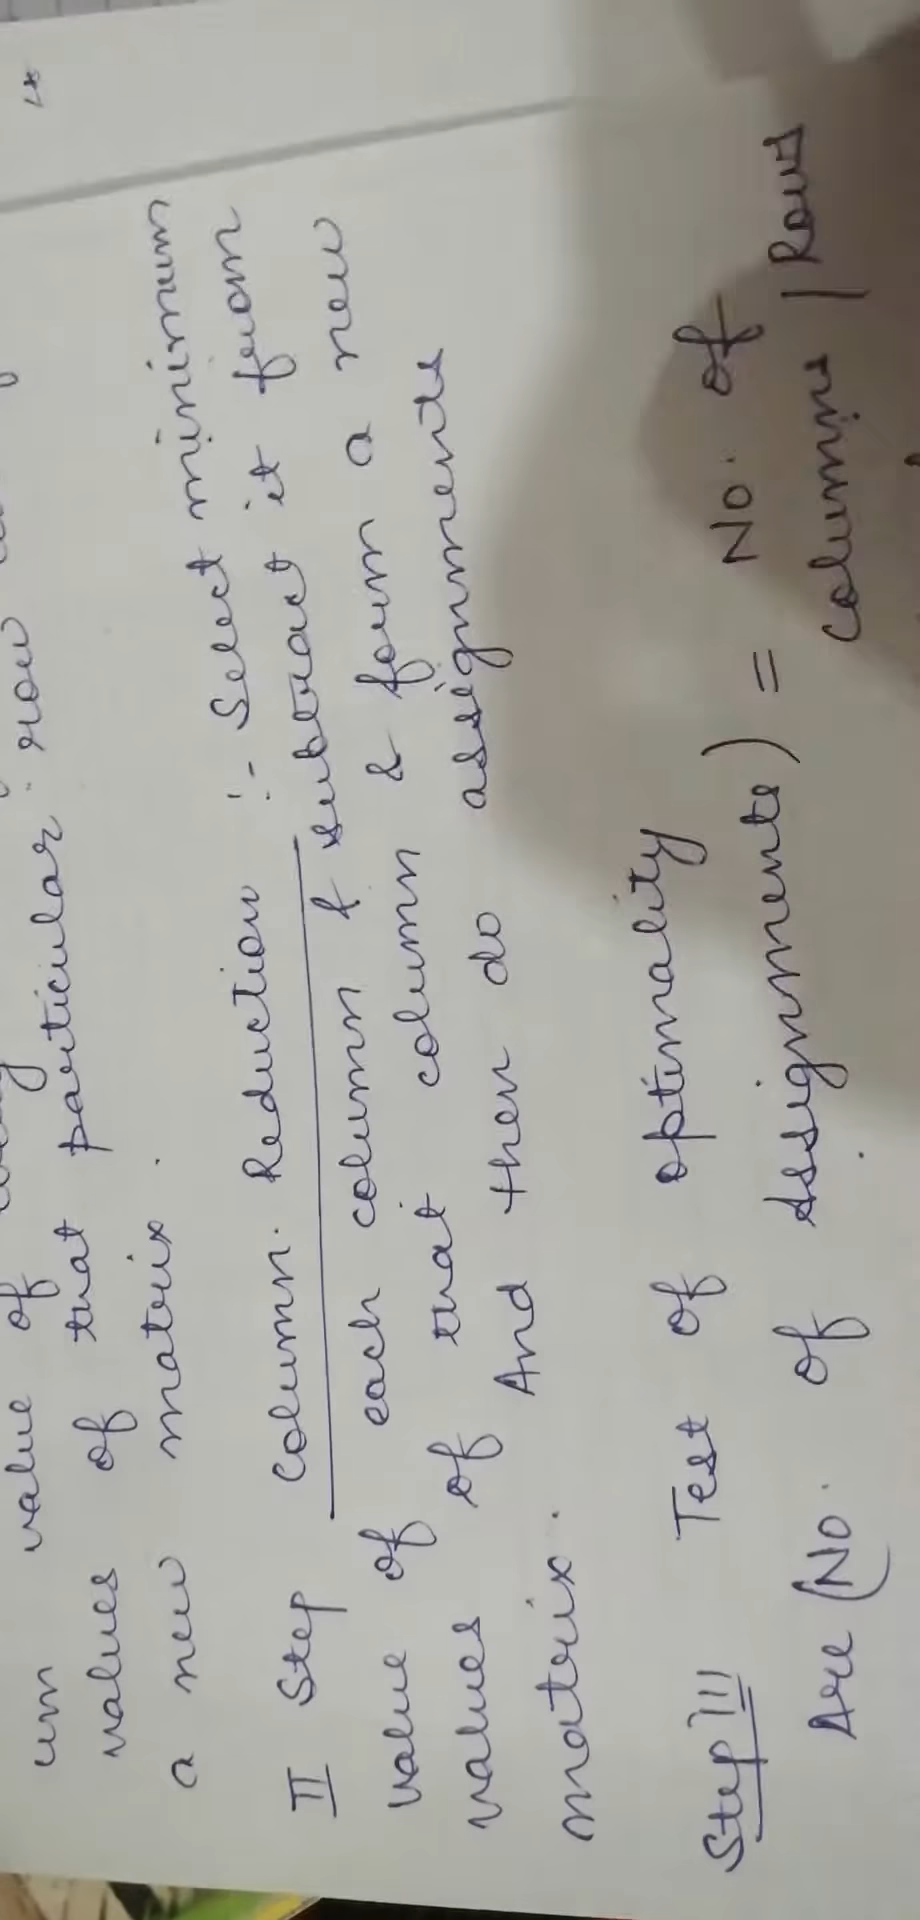 um value of
values of that particular row
a new matrix.
II Step Column. Reduction :- Select minimum
value of each column & subtract it from
values of that column & form a new
matrix. And then do assignments
Step III Test of optimality
Are (No. of Assignments) = No. of
columns | Rows